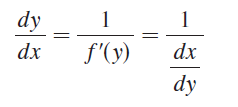 dy/dx = 1/f'(y) = 1/(dx/dy)